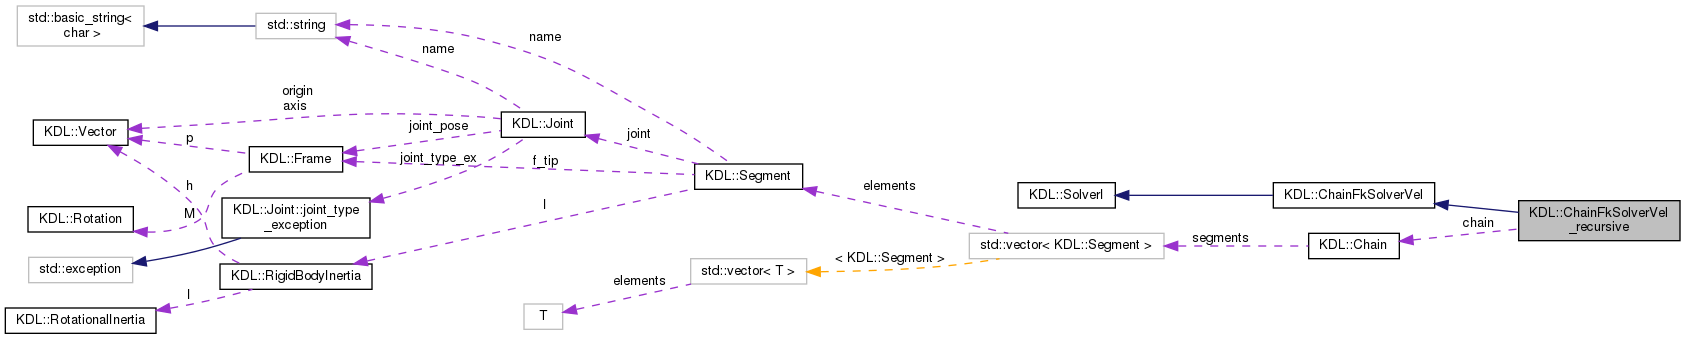 std::basic_string<
char >
std::string
name
name
origin
axis
KDL::Vector
p
joint_pose
KDL::Joint
joint
KDL::Frame
joint_type_ex
f_tip
KDL::Segment
elements
h
M
KDL::Rotation
KDL::Joint::joint_type
_exception
I
KDL::SolverI
KDL::ChainFkSolverVel
KDL::ChainFkSolverVel
_recursive
chain
std::vector< KDL::Segment >
segments
KDL::Chain
std::exception
KDL::RigidBodyInertia
std::vector< T >
< KDL::Segment >
elements
I
KDL::RotationalInertia
T